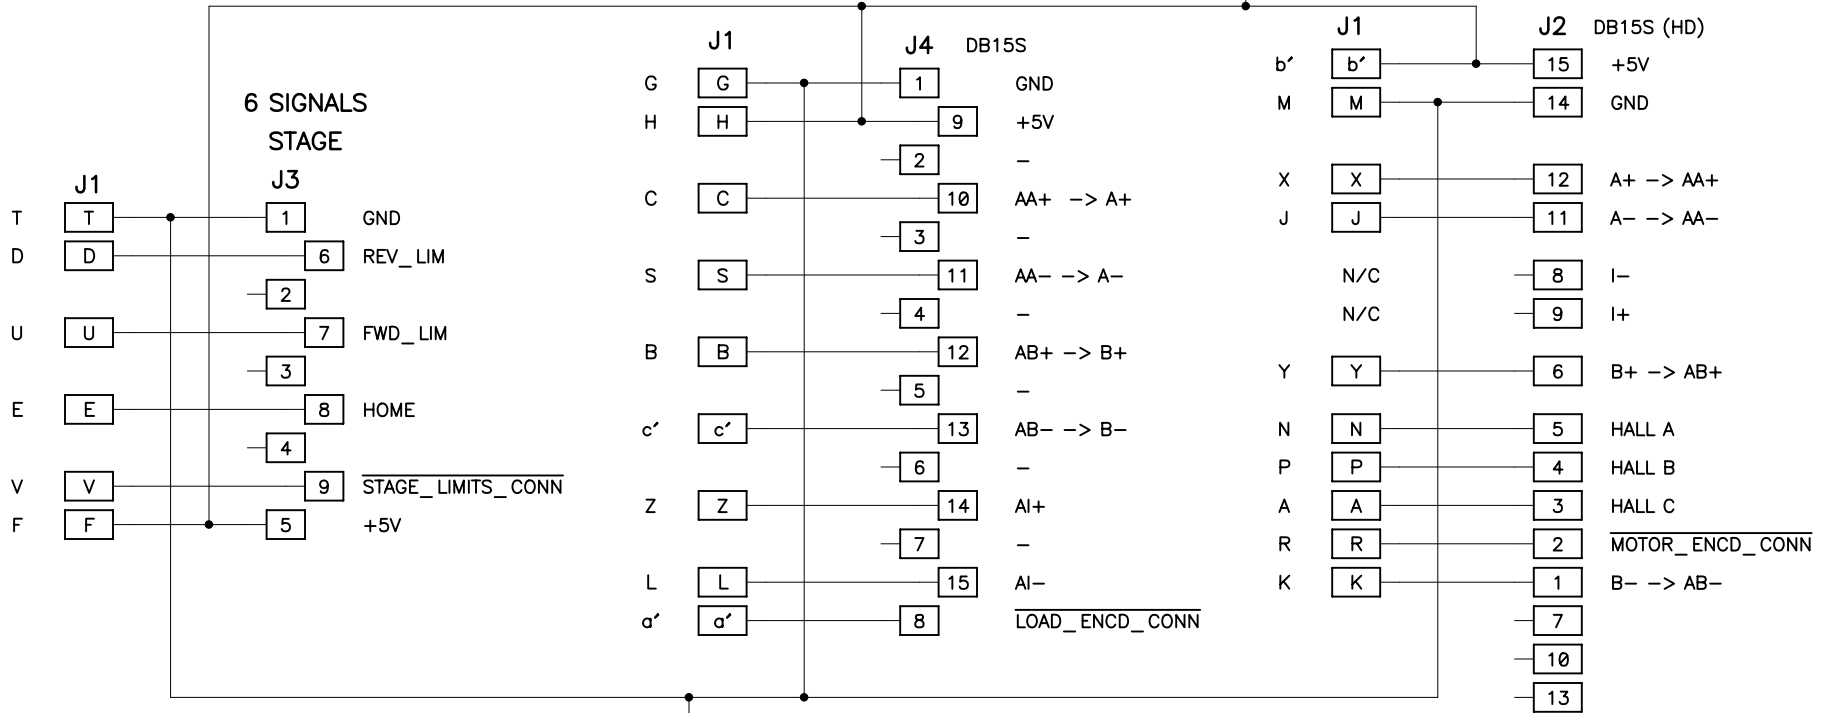 6 SIGNALS
STAGE
J1 J3
T T 1 GND
D D 6 REV_LIM
2
U U 7 FWD_LIM
3
E E 8 HOME
4
V V 9 STAGE_LIMITS_CONN
F F 5 +5V
J1 J4 DB15S
G G 1 GND
H H 9 +5V
2 –
C C 10 AA+ -> A+
3 –
S S 11 AA- -> A-
4 –
B B 12 AB+ -> B+
5 –
c' c' 13 AB- -> B-
6 –
Z Z 14 AI+
7 –
L L 15 AI-
a' a' 8 LOAD_ENCD_CONN
J1 J2 DB15S (HD)
b' b' 15 +5V
M M 14 GND
X X 12 A+ -> AA+
J J 11 A- -> AA-
N/C 8 I-
N/C 9 I+
Y Y 6 B+ -> AB+
N N 5 HALL A
P P 4 HALL B
A A 3 HALL C
R R 2 MOTOR_ENCD_CONN
K K 1 B- -> AB-
7
10
13